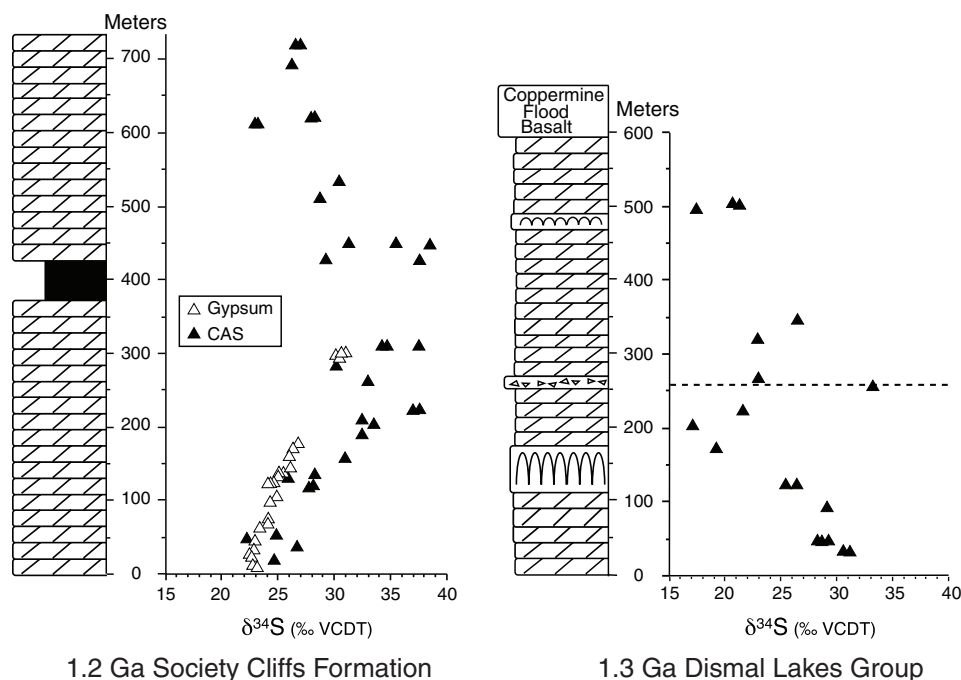 Meters
700
600
500
400
300
200
100
0
15 20 25 30 35 40
δ³⁴S (‰ VCDT)
Gypsum
CAS
1.2 Ga Society Cliffs Formation
Coppermine
Flood
Basalt
Meters
600
500
400
300
200
100
0
15 20 25 30 35 40
δ³⁴S (‰ VCDT)
1.3 Ga Dismal Lakes Group